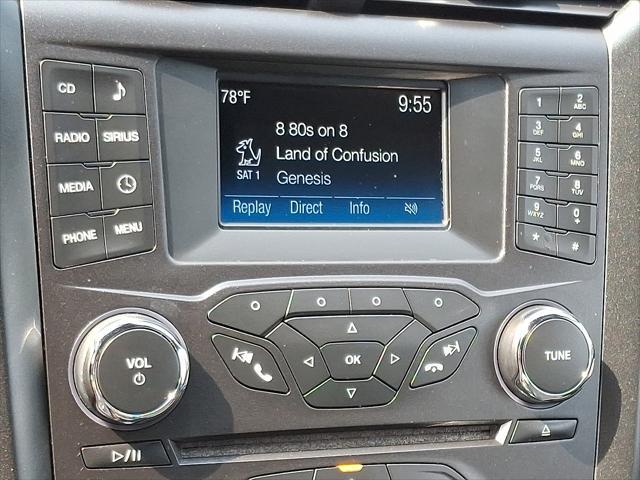 78°F
9:55
8 80s on 8
Land of Confusion
SAT 1
Genesis
Replay Direct Info
CD
RADIO SIRIUS
MEDIA
PHONE MENU
1 2 ABC
3 DEF 4 GHI
5 JKL 6 MNO
7 PQRS 8 TUV
9 WXYZ 0 +
* #
VOL
OK
TUNE